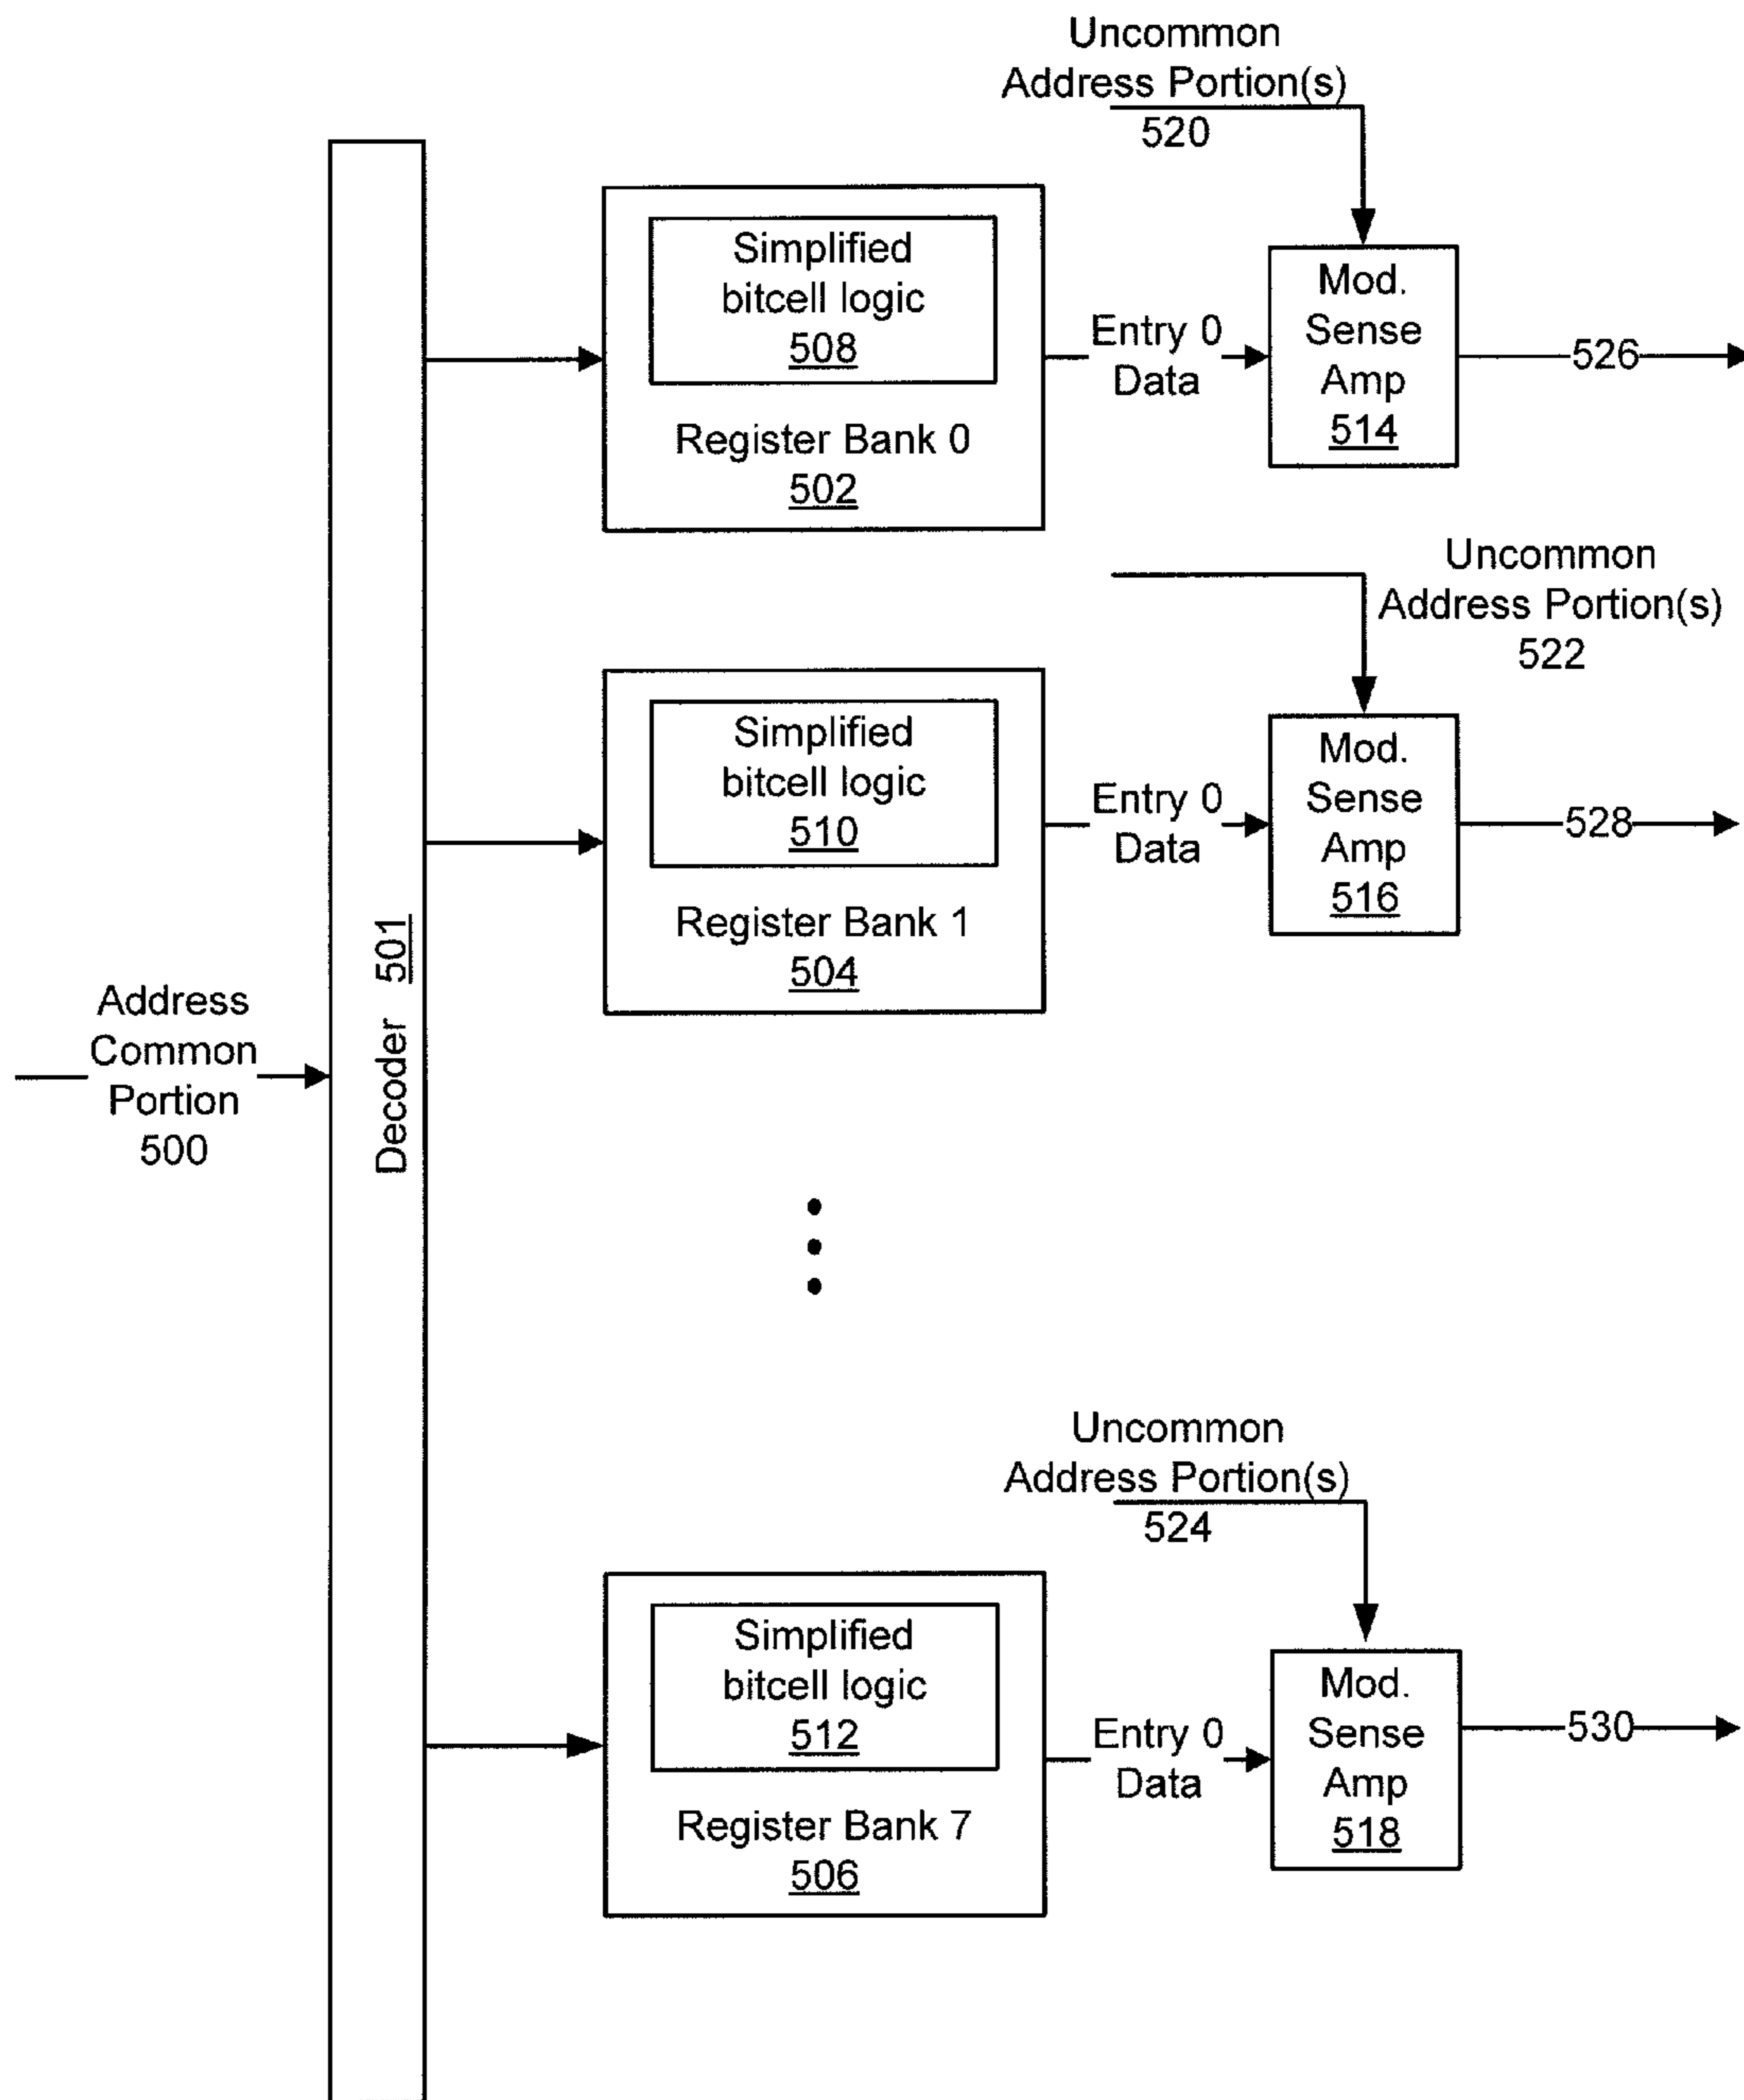 Uncommon
Address Portion(s)
520
Simplified
bitcell logic
508
Register Bank 0
502
Entry 0
Data
Mod.
Sense
Amp
514
526
Uncommon
Address Portion(s)
522
Simplified
bitcell logic
510
Register Bank 1
504
Entry 0
Data
Mod.
Sense
Amp
516
528
Address
Common
Portion
500
Decoder 501
Uncommon
Address Portion(s)
524
Simplified
bitcell logic
512
Register Bank 7
506
Entry 0
Data
Mod.
Sense
Amp
518
530